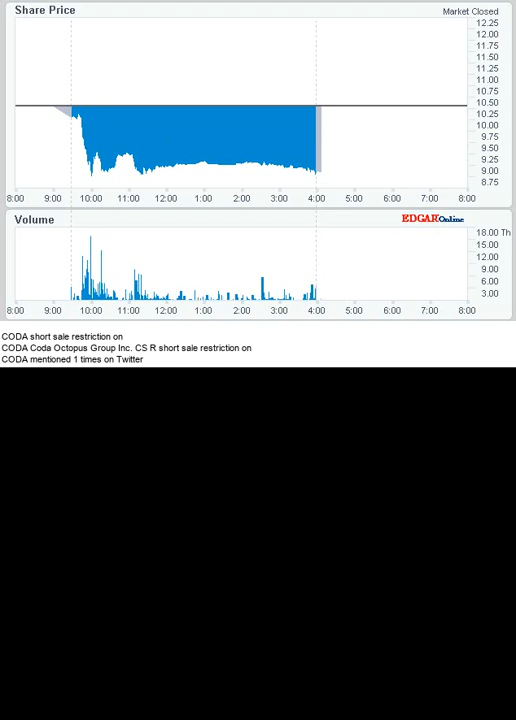 Share Price
Market Closed
12.25
12.00
11.75
11.50
11.25
11.00
10.75
10.50
10.25
10.00
9.75
9.50
9.25
9.00
8.75
8:00 9:00 10:00 11:00 12:00 1:00 2:00 3:00 4:00 5:00 6:00 7:00 8:00
Volume
EDGAR Online
18.00 Th
15.00
12.00
9.00
6.00
3.00
8:00 9:00 10:00 11:00 12:00 1:00 2:00 3:00 4:00 5:00 6:00 7:00 8:00
CODA short sale restriction on
CODA Coda Octopus Group Inc. CS R short sale restriction on
CODA mentioned 1 times on Twitter